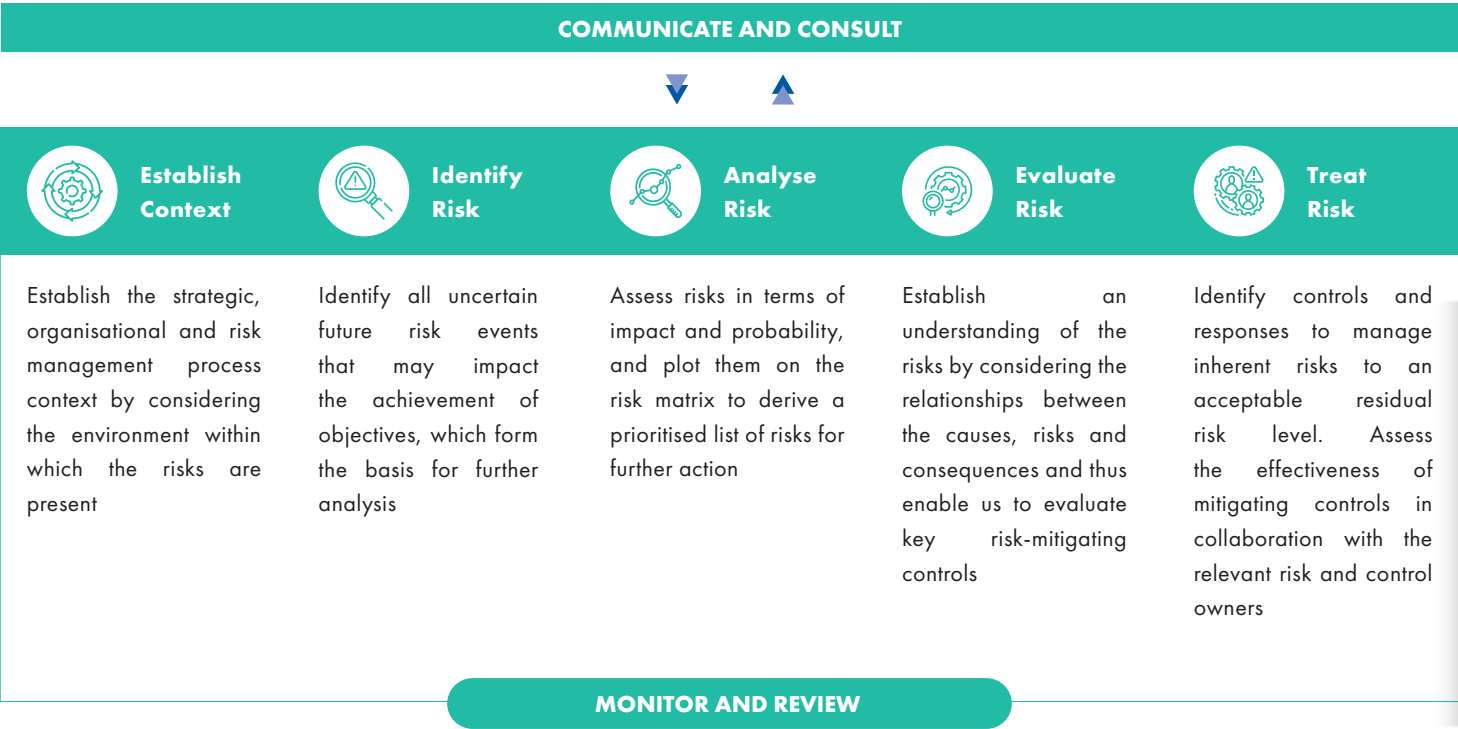 COMMUNICATE AND CONSULT
Establish
Context
Establish the strategic,
organisational and risk
management process
context by considering
the environment within
which the risks are
present
Identify
Risk
Identify all uncertain
future risk events
that may impact
the achievement of
objectives, which form
the basis for further
analysis
Analyse
Risk
Assess risks in terms of
impact and probability,
and plot them on the
risk matrix to derive a
prioritised list of risks for
further action
Evaluate
Risk
Establish an
understanding of the
risks by considering the
relationships between
the causes, risks and
consequences and thus
enable us to evaluate
key risk-mitigating
controls
Treat
Risk
Identify controls and
responses to manage
inherent risks to an
acceptable residual
risk level. Assess
the effectiveness of
mitigating controls in
collaboration with the
relevant risk and control
owners
MONITOR AND REVIEW